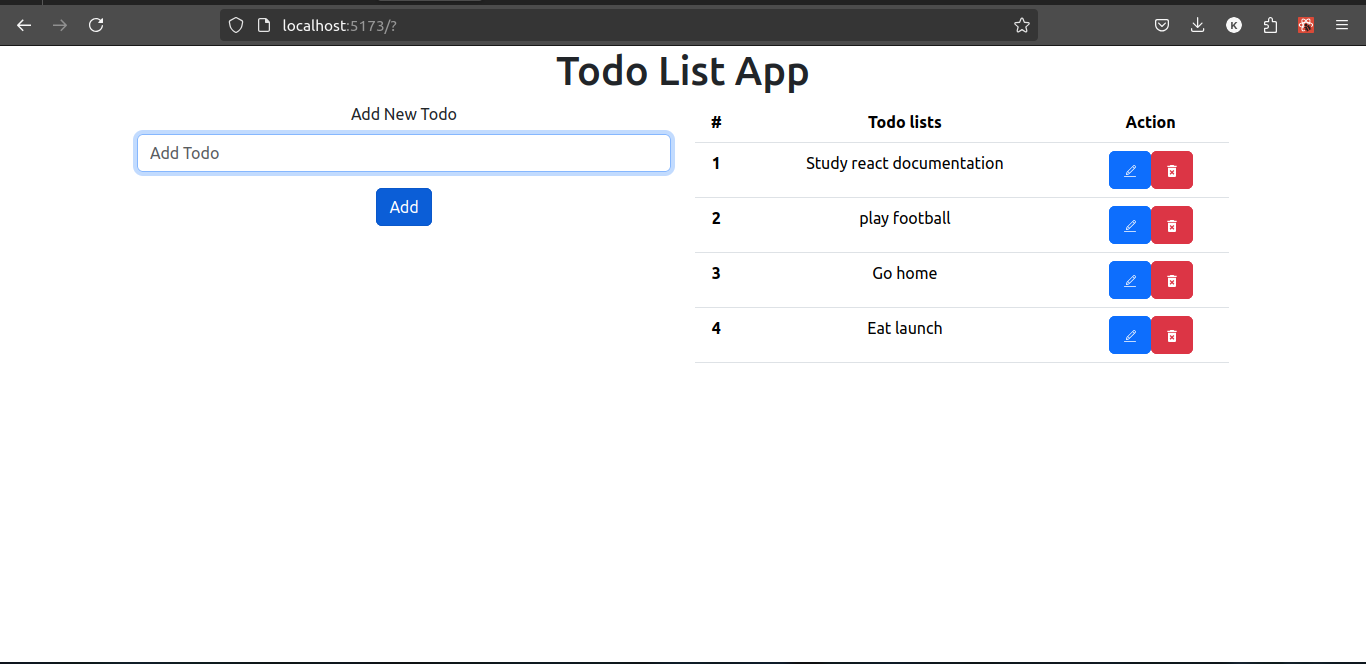 localhost:5173/?
K
Todo List App
Add New Todo
Add Todo
Add
# Todo lists Action
1 Study react documentation
2 play football
3 Go home
4 Eat launch